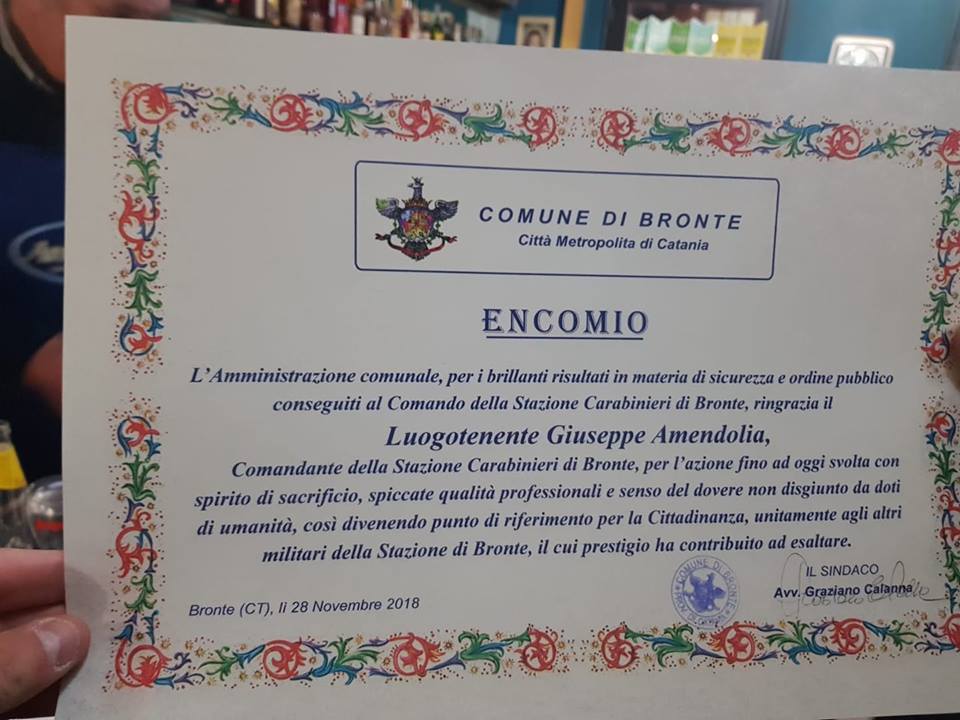 COMUNE DI BRONTE
Città Metropolita di Catania
ENCOMIO
L'Amministrazione comunale, per i brillanti risultati in materia di sicurezza e ordine pubblico
conseguiti al Comando della Stazione Carabinieri di Bronte, ringrazia il
Luogotenente Giuseppe Amendolia,
Comandante della Stazione Carabinieri di Bronte, per l'azione fino ad oggi svolta con
spirito di sacrificio, spiccate qualità professionali e senso del dovere non disgiunto da doti
di umanità, così divenendo punto di riferimento per la Cittadinanza, unitamente agli altri
militari della Stazione di Bronte, il cui prestigio ha contribuito ad esaltare.
Bronte (CT), lì 28 Novembre 2018
COMUNE DI BRONTE
IL SINDACO
Avv. Graziano Calanna